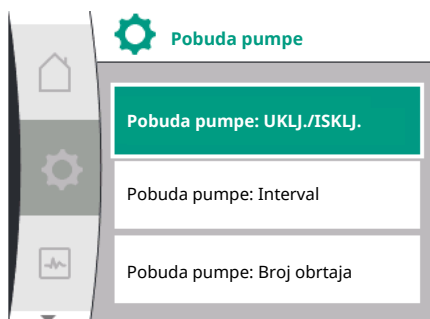 Pobuda pumpe
Pobuda pumpe: UKLJ./ISKLJ.
Pobuda pumpe: Interval
Pobuda pumpe: Broj obrtaja